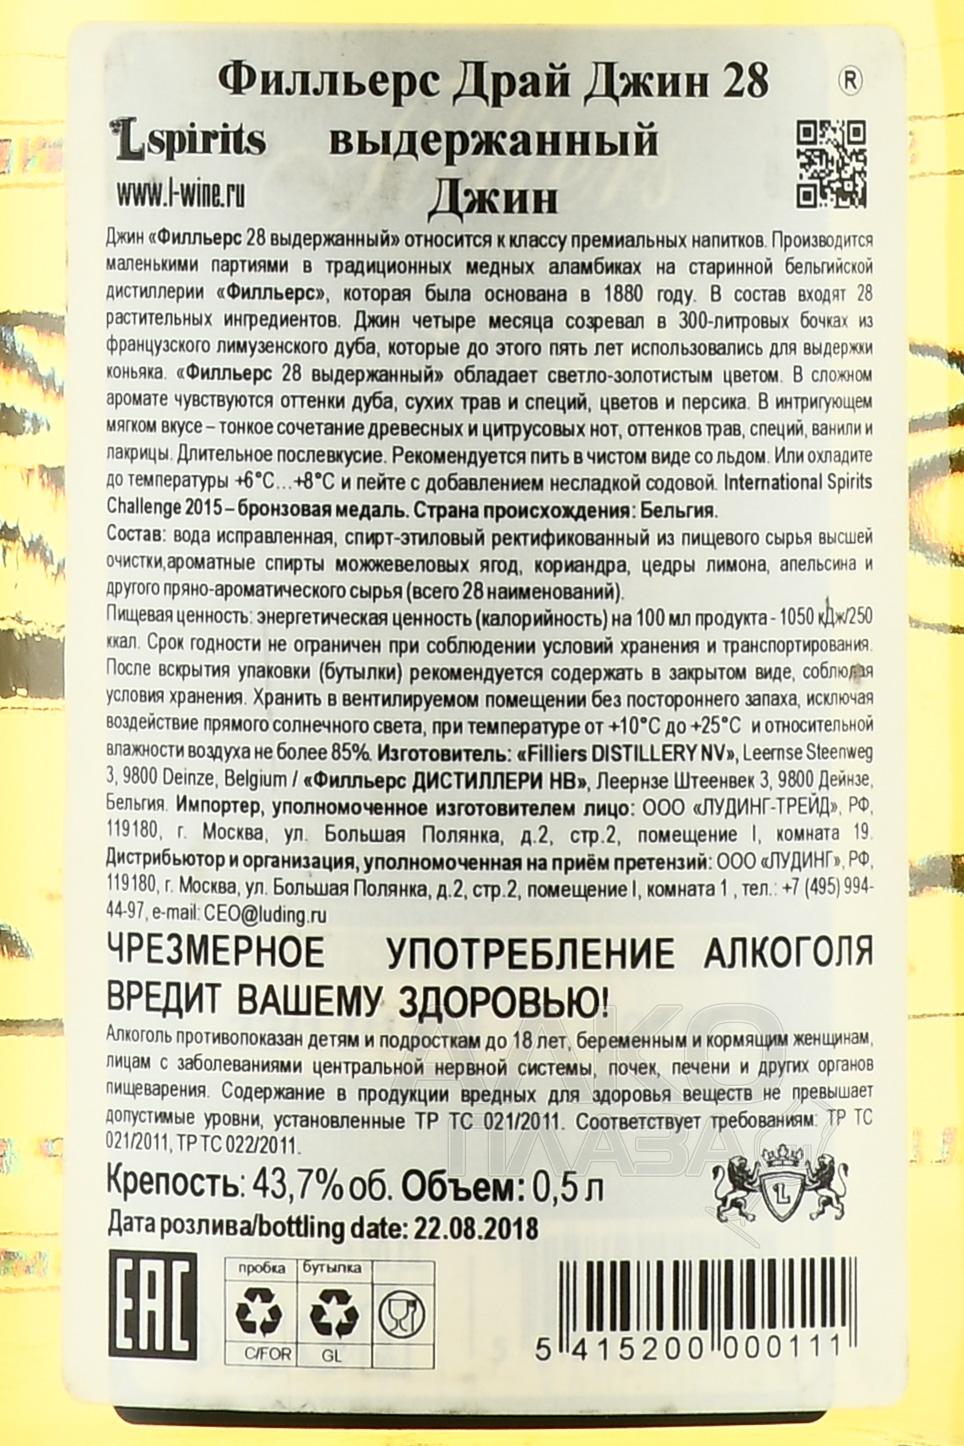 Филльерс Драй Джин 28 ®
Lspirits выдержанный
www.l-wine.ru Джин
Джин «Филльерс 28 выдержанный» относится к классу премиальных напитков. Производится
маленькими партиями в традиционных медных аламбиках на старинной бельгийской
дистиллерии «Филльерс», которая была основана в 1880 году. В состав входят 28
растительных ингредиентов. Джин четыре месяца созревал в 300-литровых бочках из
французского лимузенского дуба, которые до этого пять лет использовались для выдержки
коньяка. «Филльерс 28 выдержанный» обладает светло-золотистым цветом. В сложном
аромате чувствуются оттенки дуба, сухих трав и специй, цветов и персика. В интригующем
мягком вкусе – тонкое сочетание древесных и цитрусовых нот, оттенков трав, специй, ванили и
лакрицы. Длительное послевкусие. Рекомендуется пить в чистом виде со льдом. Или охладите
до температуры +6°С…+8°С и пейте с добавлением несладкой содовой. International Spirits
Challenge 2015 – бронзовая медаль. Страна происхождения: Бельгия.
Состав: вода исправленная, спирт-этиловый ректификованный из пищевого сырья высшей
очистки,ароматные спирты можжевеловых ягод, кориандра, цедры лимона, апельсина и
другого пряно-ароматического сырья (всего 28 наименований).
Пищевая ценность: энергетическая ценность (калорийность) на 100 мл продукта - 1050 кДж/250
ккал. Срок годности не ограничен при соблюдении условий хранения и транспортирования.
После вскрытия упаковки (бутылки) рекомендуется содержать в закрытом виде, соблюдая
условия хранения. Хранить в вентилируемом помещении без постороннего запаха, исключая
воздействие прямого солнечного света, при температуре от +10°С до +25°С и относительной
влажности воздуха не более 85%. Изготовитель: «Filliers DISTILLERY NV», Leernse Steenweg
3, 9800 Deinze, Belgium / «Филльерс ДИСТИЛЛЕРИ НВ», Леернзе Штеенвек 3, 9800 Дейнзе,
Бельгия. Импортер, уполномоченное изготовителем лицо: ООО «ЛУДИНГ-ТРЕЙД», РФ,
119180, г. Москва, ул. Большая Полянка, д.2, стр.2, помещение I, комната 19.
Дистрибьютор и организация, уполномоченная на приём претензий: ООО «ЛУДИНГ», РФ,
119180, г. Москва, ул. Большая Полянка, д.2, стр.2, помещение I, комната 1 , тел.: +7 (495) 994-
44-97, e-mail: CEO@luding.ru
ЧРЕЗМЕРНОЕ УПОТРЕБЛЕНИЕ АЛКОГОЛЯ
ВРЕДИТ ВАШЕМУ ЗДОРОВЬЮ!
Алкоголь противопоказан детям и подросткам до 18 лет, беременным и кормящим женщинам,
лицам с заболеваниями центральной нервной системы, почек, печени и других органов
пищеварения. Содержание в продукции вредных для здоровья веществ не превышает
допустимые уровни, установленные ТР ТС 021/2011. Соответствует требованиям: ТР ТС
021/2011, ТР ТС 022/2011.
АЛКО
ПЛАЗА.RU
Крепость: 43,7% об. Объем: 0,5 л
L
Дата розлива/bottling date: 22.08.2018
EAC
пробка бутылка
C/FOR GL
5 415200 000111